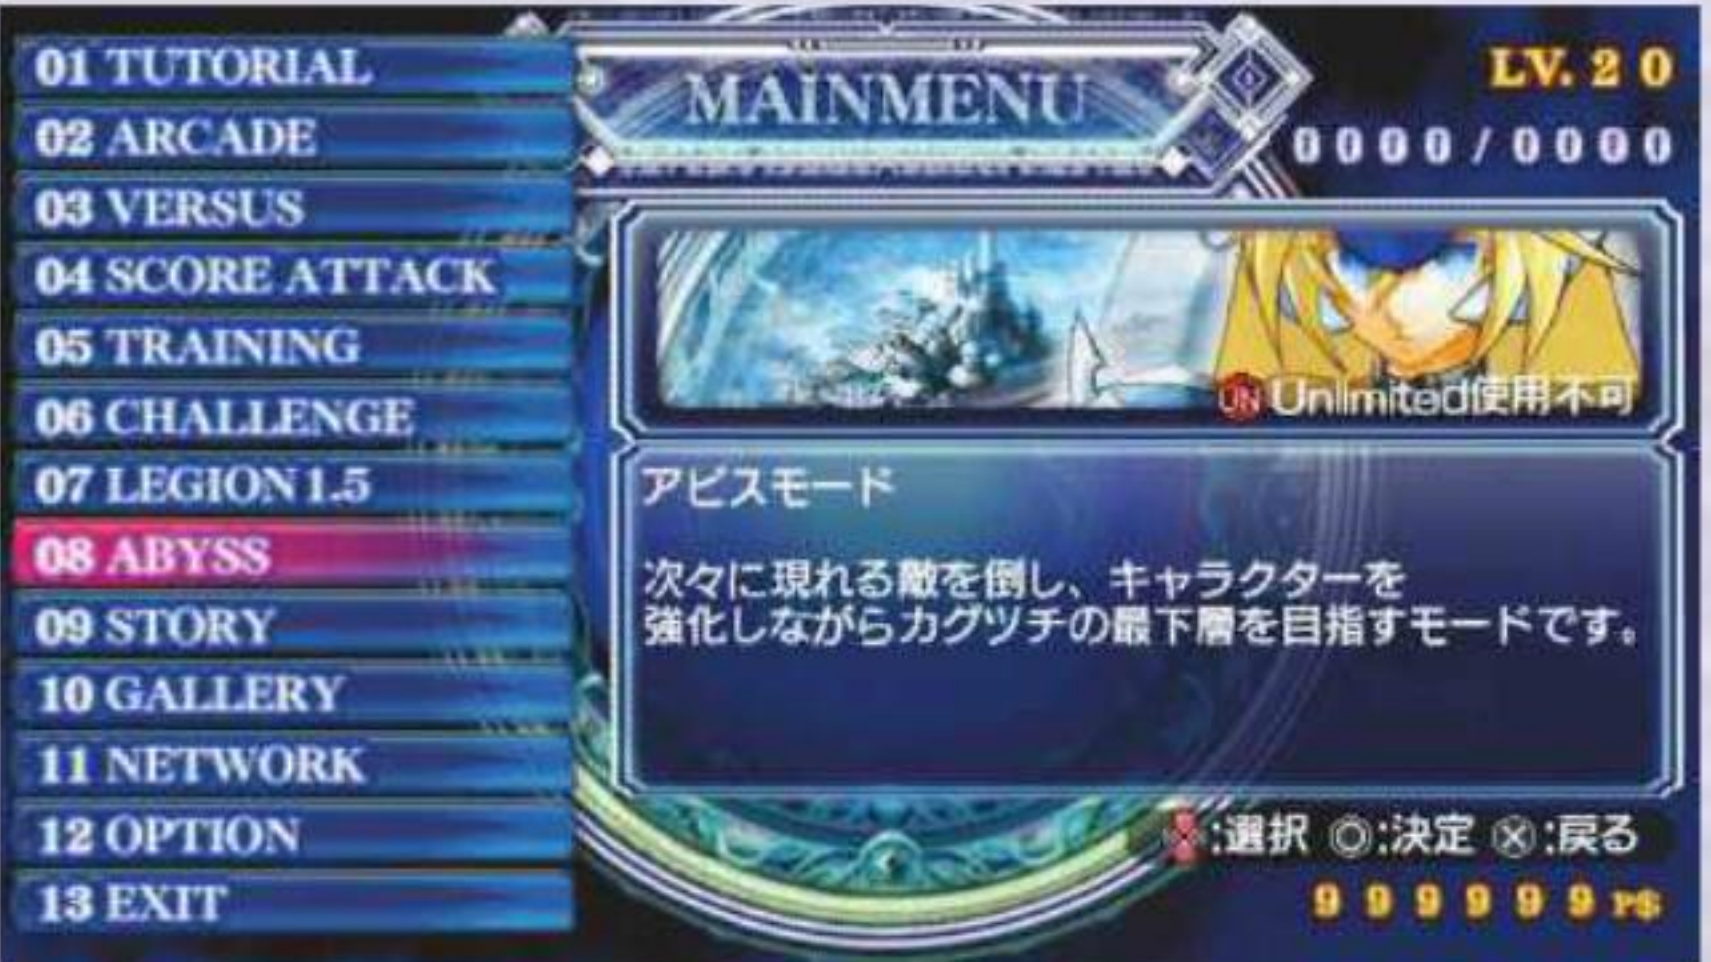 MAINMENU
LV. 20
0000/0000
01 TUTORIAL
02 ARCADE
03 VERSUS
04 SCORE ATTACK
05 TRAINING
06 CHALLENGE
07 LEGION1.5
08 ABYSS
09 STORY
10 GALLERY
11 NETWORK
12 OPTION
13 EXIT
UN Unlimited使用不可
アビスモード
次々に現れる敵を倒し、キャラクターを
強化しながらカグツチの最下層を目指すモードです。
:選択 ◎:決定 ⊗:戻る
999999 P$